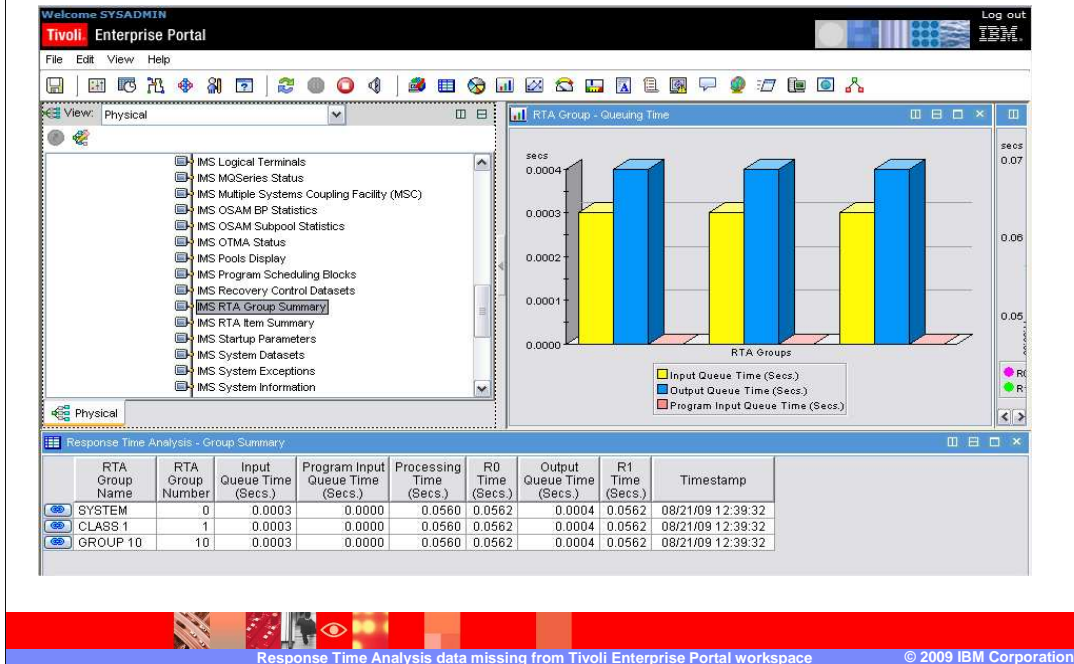 Welcome SYSADMIN
Log out
Tivoli. Enterprise Portal
IBM.
File Edit View Help
View: Physical
IMS Logical Terminals
IMS MQSeries Status
IMS Multiple Systems Coupling Facility (MSC)
IMS OSAM BP Statistics
IMS OSAM Subpool Statistics
IMS OTMA Status
IMS Pools Display
IMS Program Scheduling Blocks
IMS Recovery Control Datasets
IMS RTA Group Summary
IMS RTA Item Summary
IMS Startup Parameters
IMS System Datasets
IMS System Exceptions
IMS System Information
Physical
RTA Group - Queuing Time
secs
0.0004
0.0003
0.0002
0.0001
0.0000
RTA Groups
Input Queue Time (Secs.)
Output Queue Time (Secs.)
Program Input Queue Time (Secs.)
secs
0.07
0.06
0.05
Response Time Analysis - Group Summary
RTA Group Name RTA Group Number Input Queue Time (Secs.) Program Input Queue Time (Secs.) Processing Time (Secs.) R0 Time (Secs.) Output Queue Time (Secs.) R1 Time (Secs.) Timestamp
SYSTEM 0 0.0003 0.0000 0.0560 0.0562 0.0004 0.0562 08/21/09 12:39:32
CLASS 1 1 0.0003 0.0000 0.0560 0.0562 0.0004 0.0562 08/21/09 12:39:32
GROUP 10 10 0.0003 0.0000 0.0560 0.0562 0.0004 0.0562 08/21/09 12:39:32
Response Time Analysis data missing from Tivoli Enterprise Portal workspace
© 2009 IBM Corporation